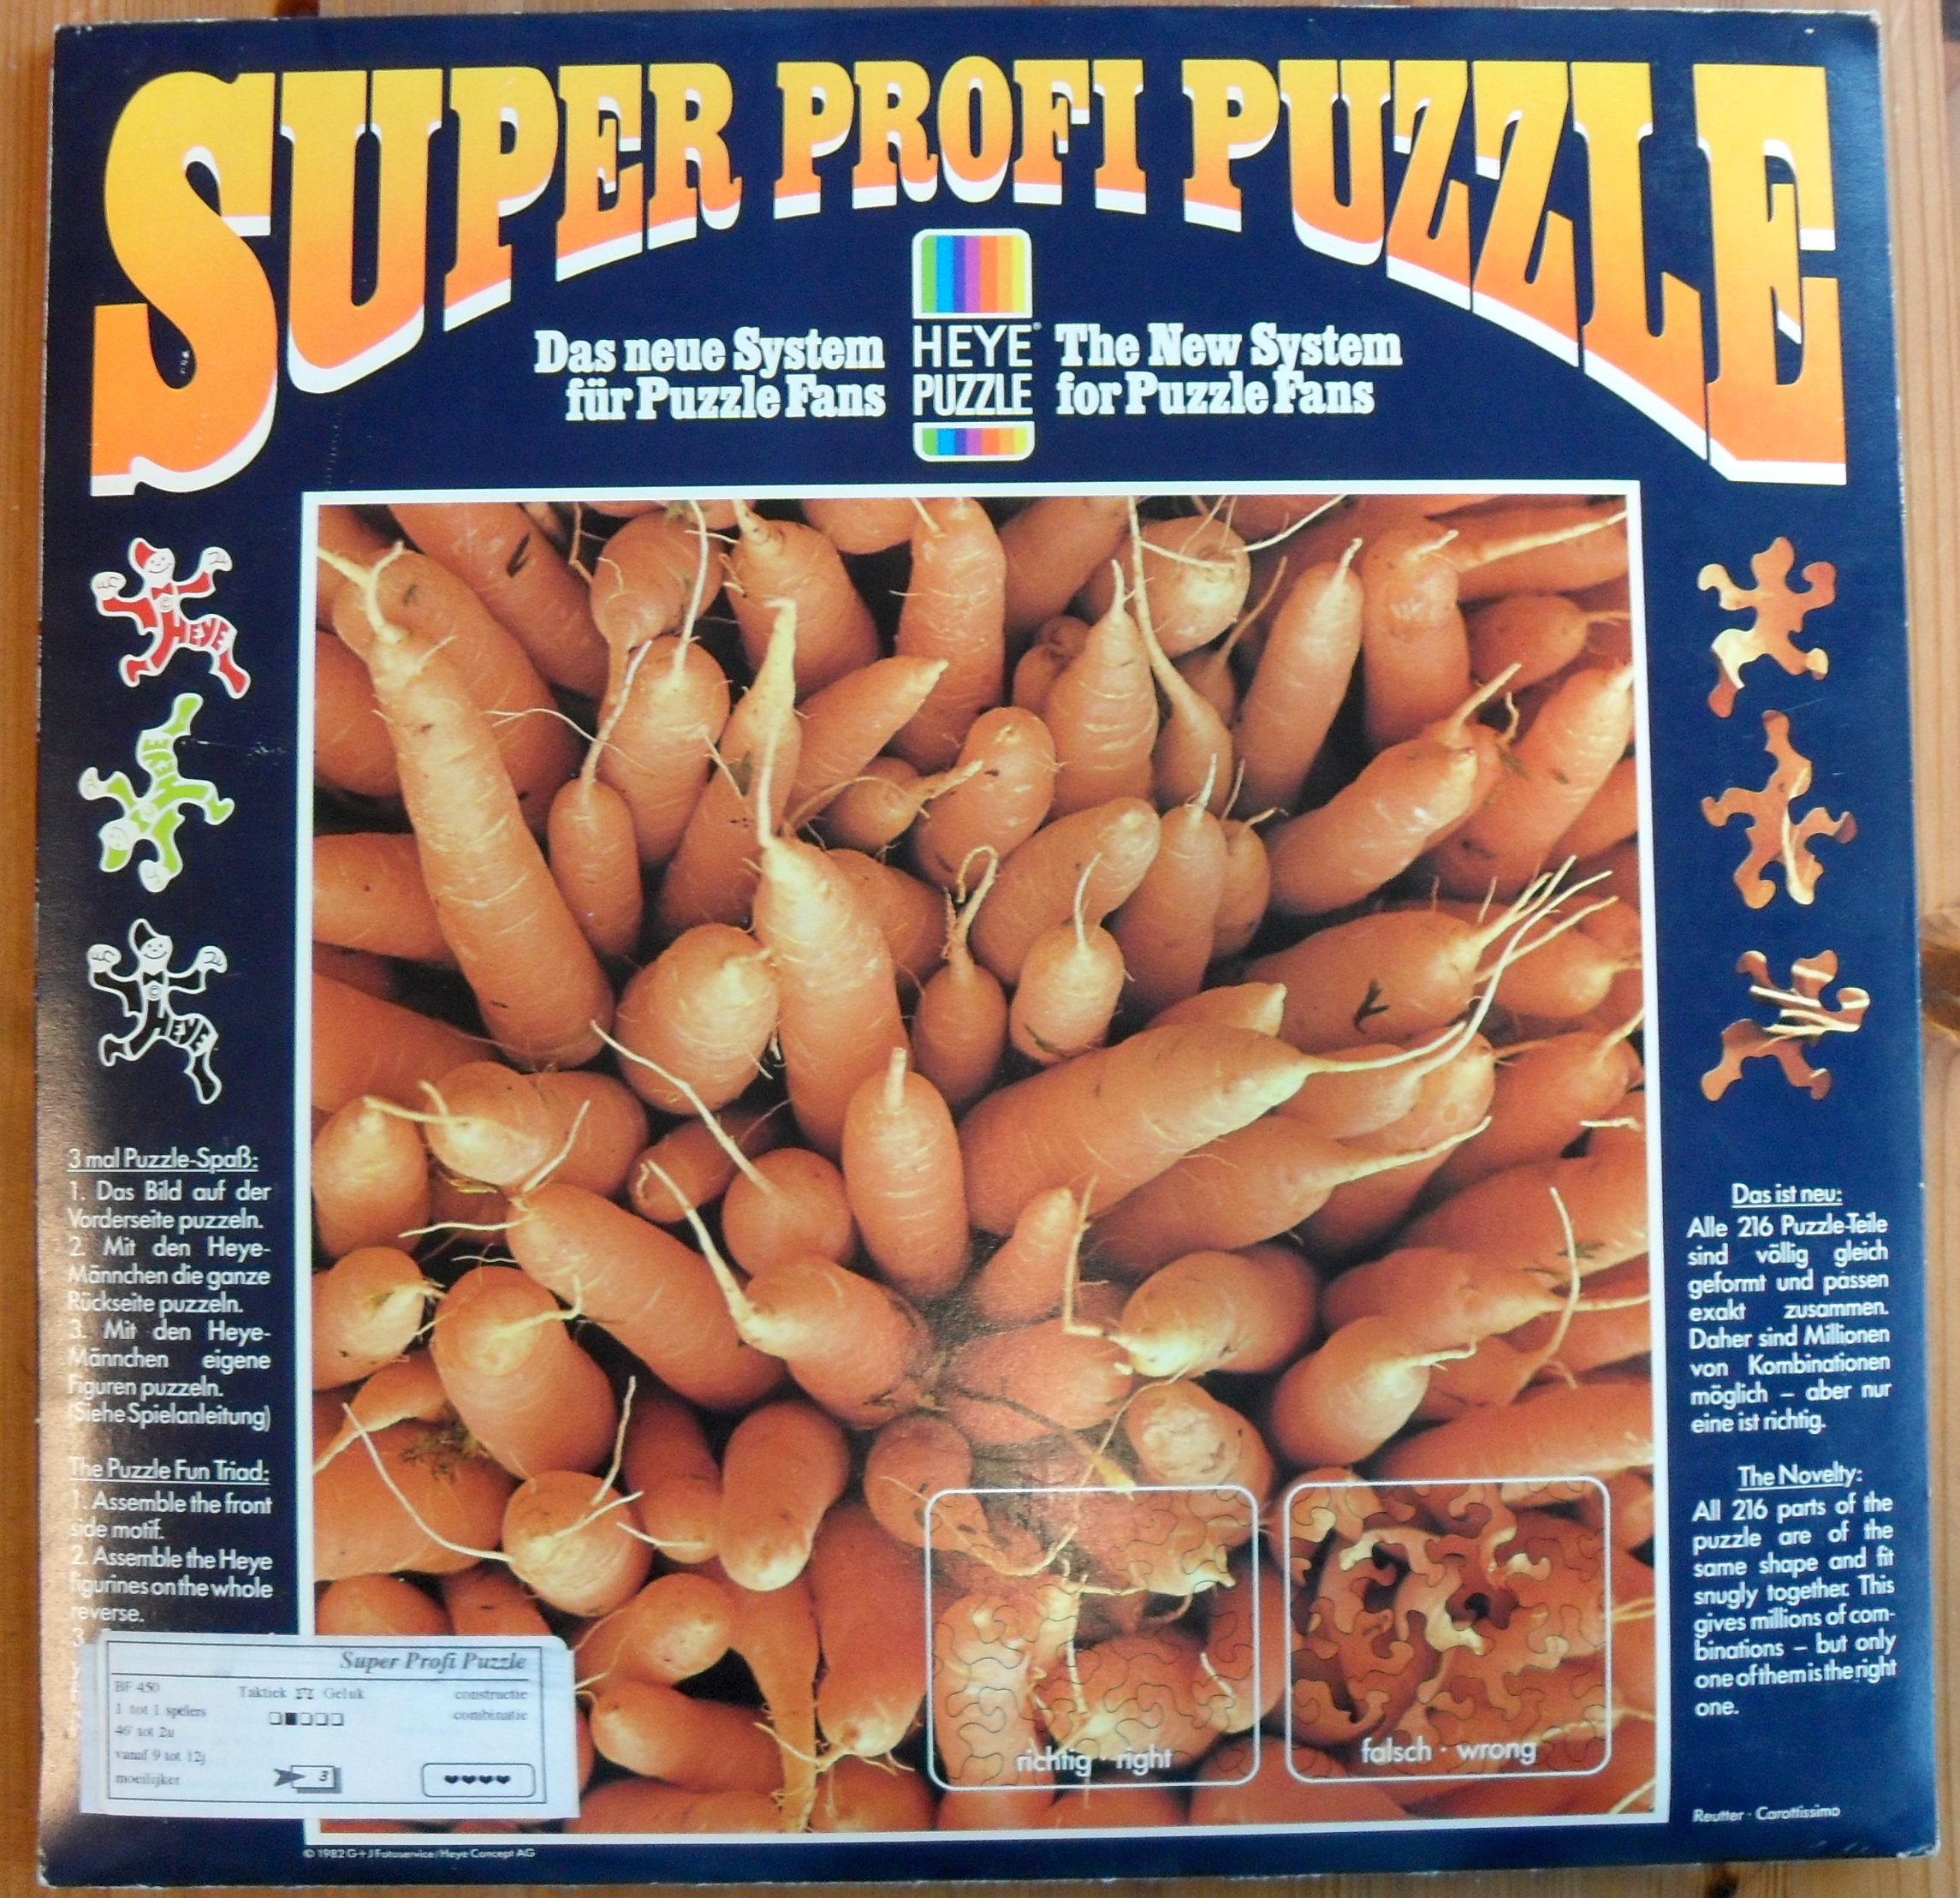 SUPER PROFI PUZZLE
Das neue System
für Puzzle Fans
HEYE®
PUZZLE
The New System
for Puzzle Fans
HEYE
HEYE
HEYE
3 mal Puzzle-Spaß:
1. Das Bild auf der
Vorderseite puzzeln.
2. Mit den Heye-
Männchen die ganze
Rückseite puzzeln.
3. Mit den Heye-
Männchen eigene
Figuren puzzeln.
(Siehe Spielanleitung)
The Puzzle Fun Triad:
1. Assemble the front
side motif.
2. Assemble the Heye
figurines on the whole
reverse.
3.
Super Profi Puzzle
BF 450
Taktiek Geluk
constructie
1 tot 1 spelers
combinatie
46' tot 2u
vanaf 9 tot 12j
moeilijker
3
© 1982 G+J Fotoservice/Heye Concept AG
richtig · right
falsch · wrong
Das ist neu:
Alle 216 Puzzle-Teile
sind völlig gleich
geformt und passen
exakt zusammen.
Daher sind Millionen
von Kombinationen
möglich – aber nur
eine ist richtig.
The Novelty:
All 216 parts of the
puzzle are of the
same shape and fit
snugly together. This
gives millions of com-
binations – but only
one of them is the right
one.
Reutter · Carottissimo